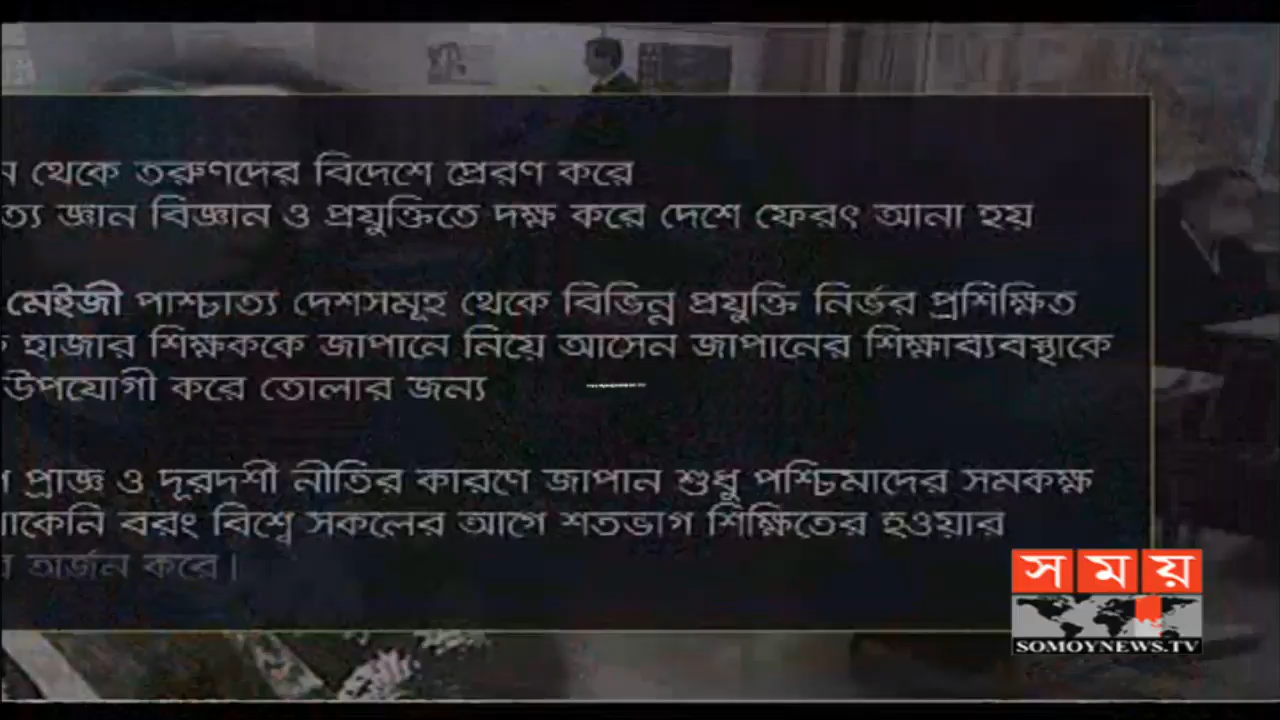 থেকে তরুণদের বিদেশে প্রেরণ করে
জ্ঞান বিজ্ঞান ও প্রযুক্তিতে দক্ষ করে দেশে ফেরৎ আনা হয়
মেইজী পাশ্চাত্য দেশসমূহ থেকে বিভিন্ন প্রযুক্তি নির্ভর প্রশিক্ষিত
হাজার শিক্ষককে জাপানে নিয়ে আসেন জাপানের শিক্ষাব্যবস্থাকে
উপযোগী করে তোলার জন্য
প্রাজ্ঞ ও দূরদর্শী নীতির কারণে জাপান শুধু পশ্চিমাদের সমকক্ষ
বরং বিশ্বে সকলের আগে শতভাগ শিক্ষিতের হওয়ার
অর্জন করে।
সময়
SOMOYNEWS.TV